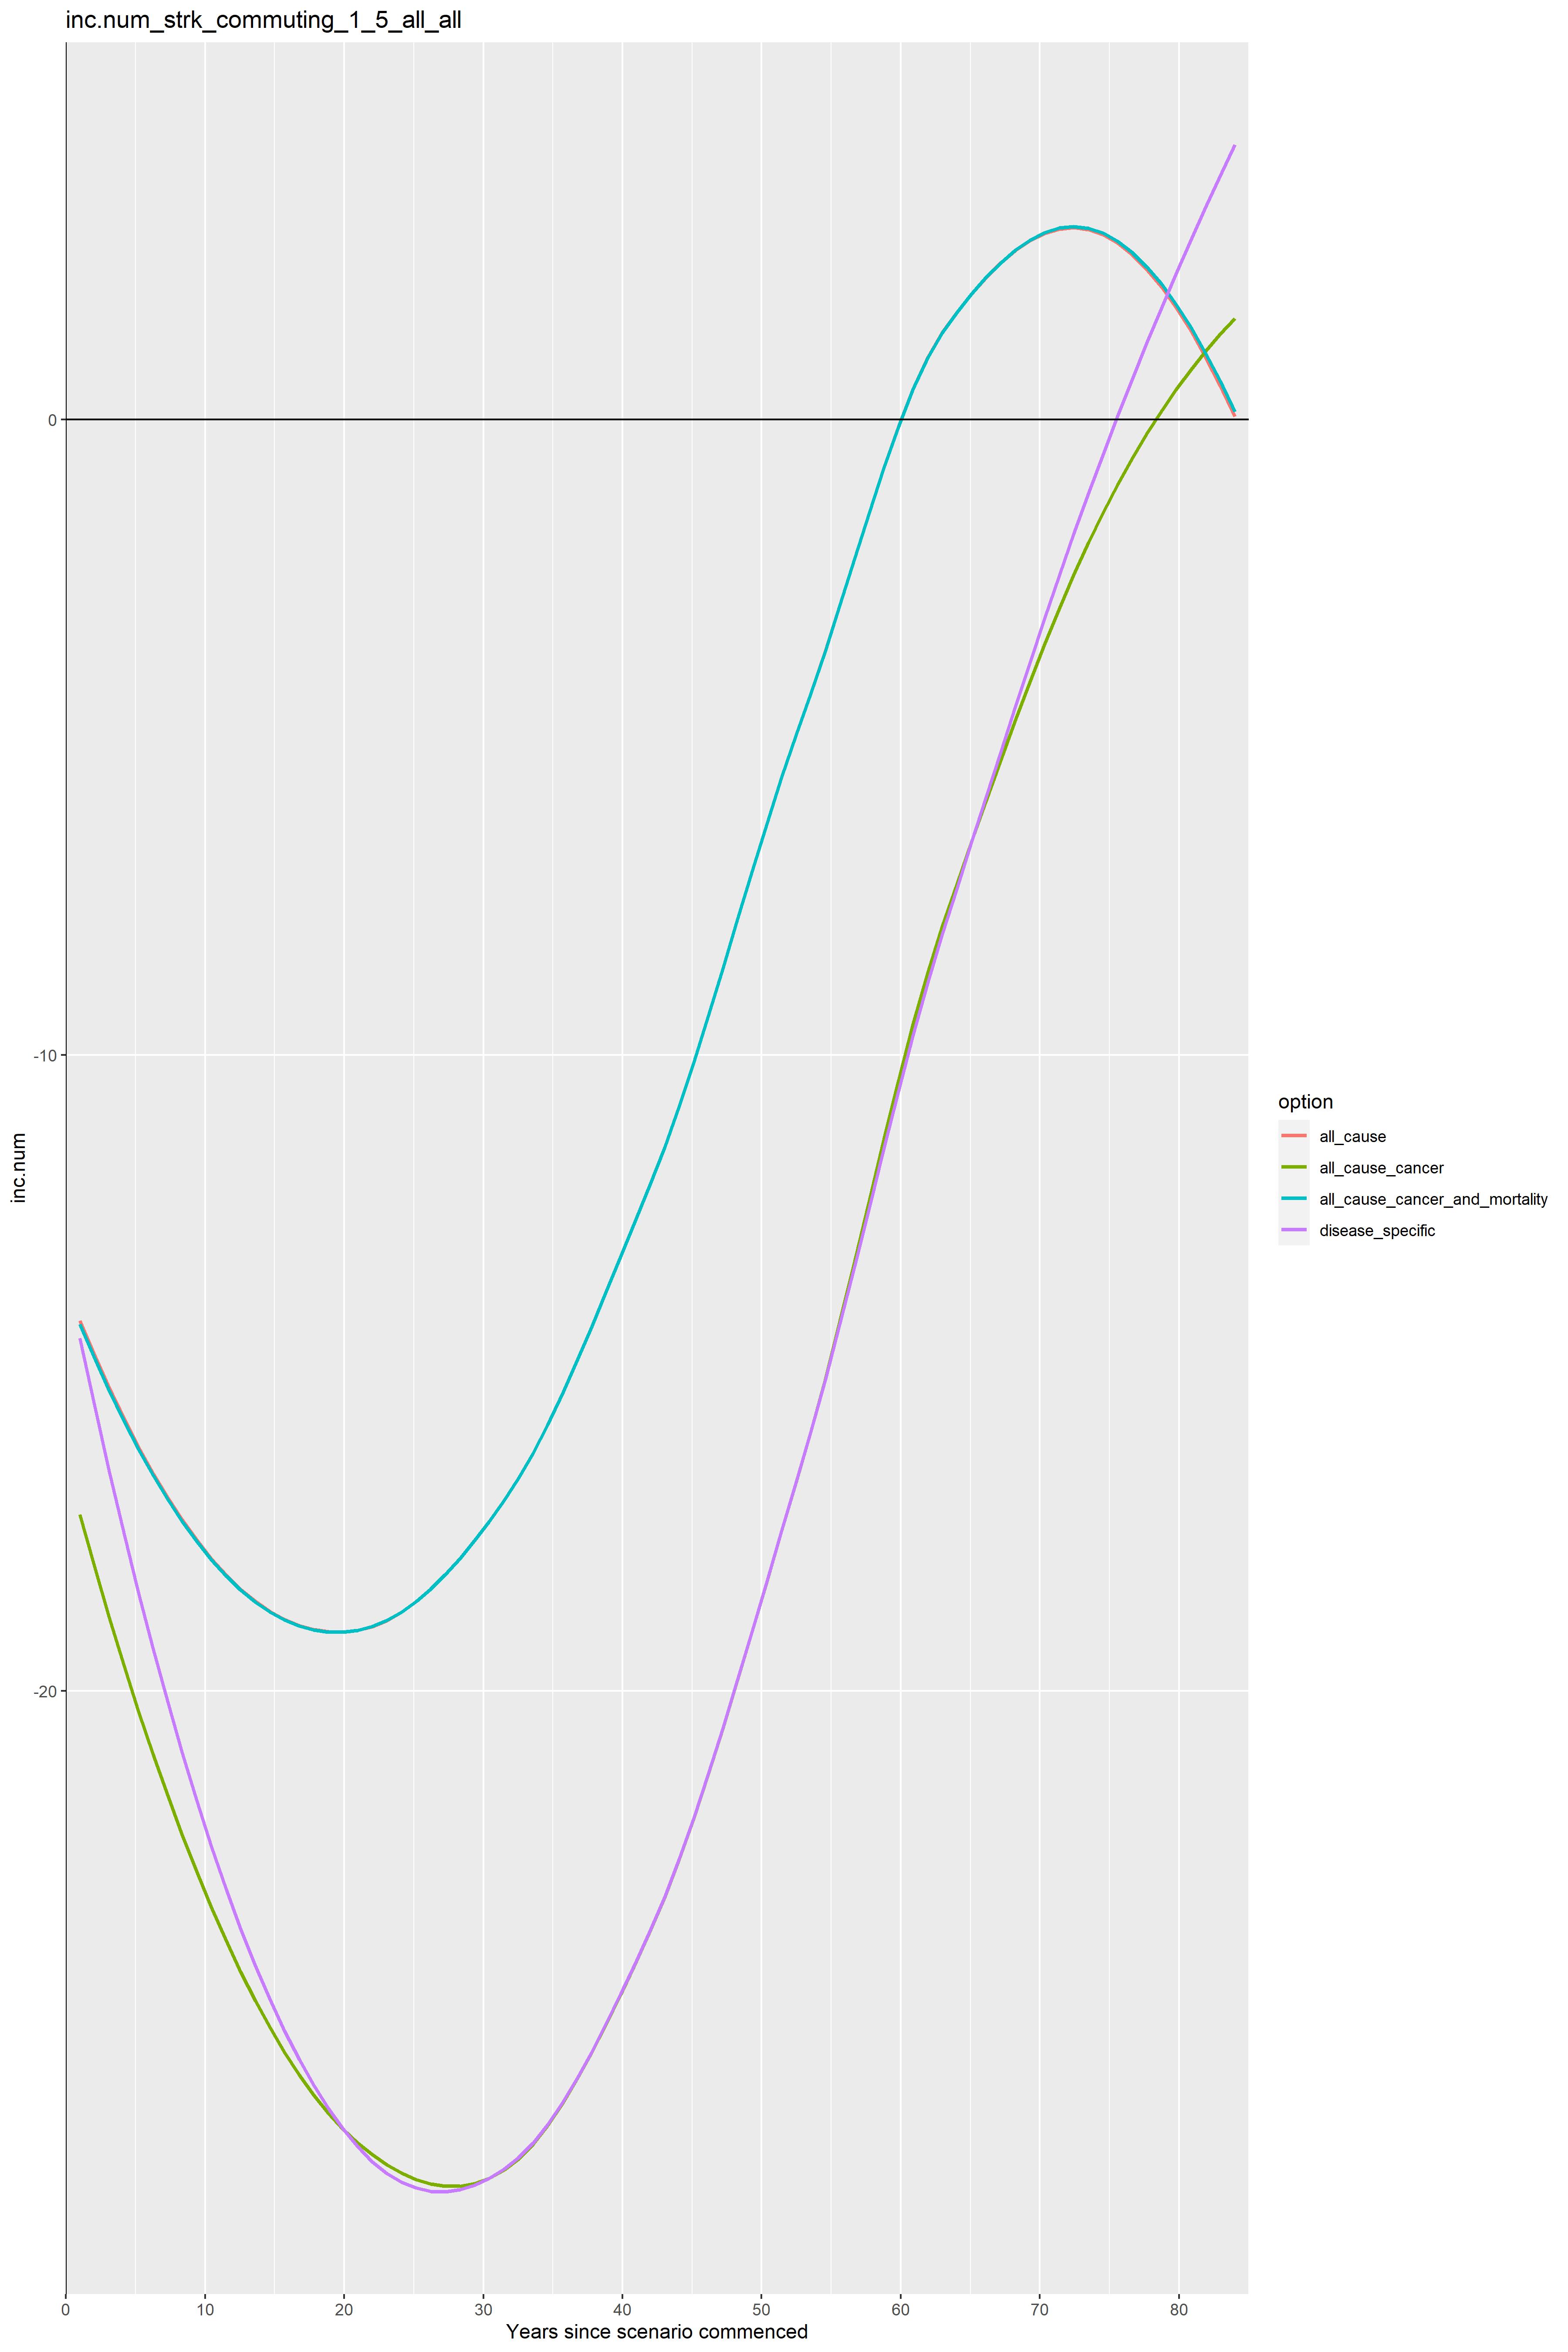 inc.num_strk_commuting_1_5_all_all
0
-10
-20
inc.num
0 10 20 30 40 50 60 70 80
Years since scenario commenced
option
all_cause
all_cause_cancer
all_cause_cancer_and_mortality
disease_specific